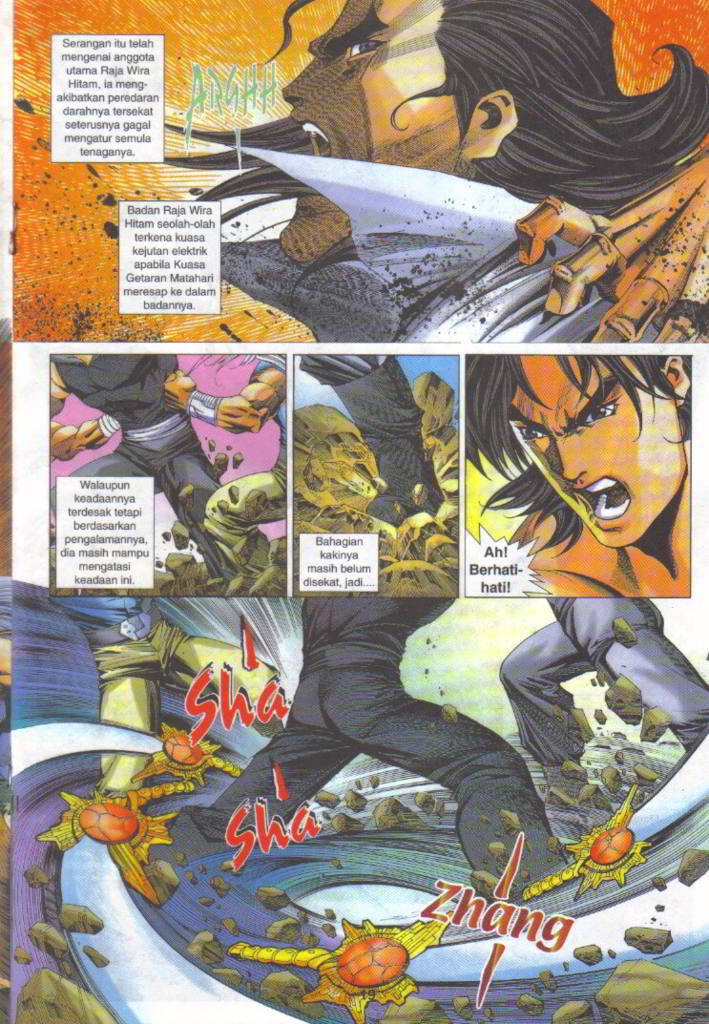 Serangan itu telah
mengenai anggota
utama Raja Wira
Hitam, ia meng-
akibatkan peredaran
darahnya tersekat
seterusnya gagal
mengatur semula
tenaganya.
ARGHH!
Badan Raja Wira
Hitam seolah-olah
terkena kuasa
kejutan elektrik
apabila Kuasa
Getaran Matahari
meresap ke dalam
badannya.
Walaupun
keadaannya
terdesak tetapi
berdasarkan
pengalamannya,
dia masih mampu
mengatasi
keadaan ini.
Bahagian
kakinya
masih belum
disekat, jadi....
Ah!
Berhati-
hati!
Sha
Sha
Zhang
49